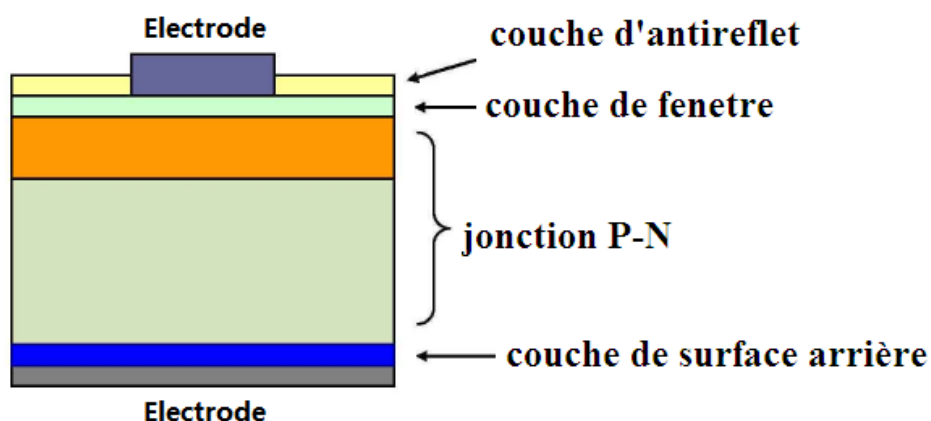 Electrode
couche d'antireflet
couche de fenetre
jonction P-N
couche de surface arrière
Electrode